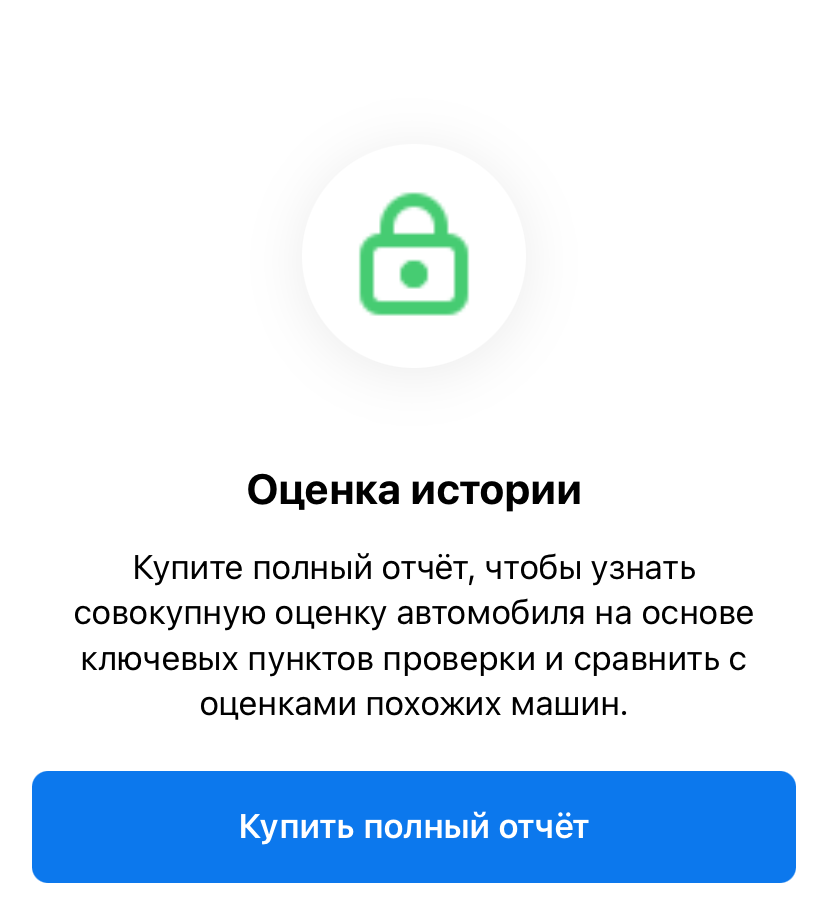 Оценка истории
Купите полный отчёт, чтобы узнать
совокупную оценку автомобиля на основе
ключевых пунктов проверки и сравнить с
оценками похожих машин.
Купить полный отчёт